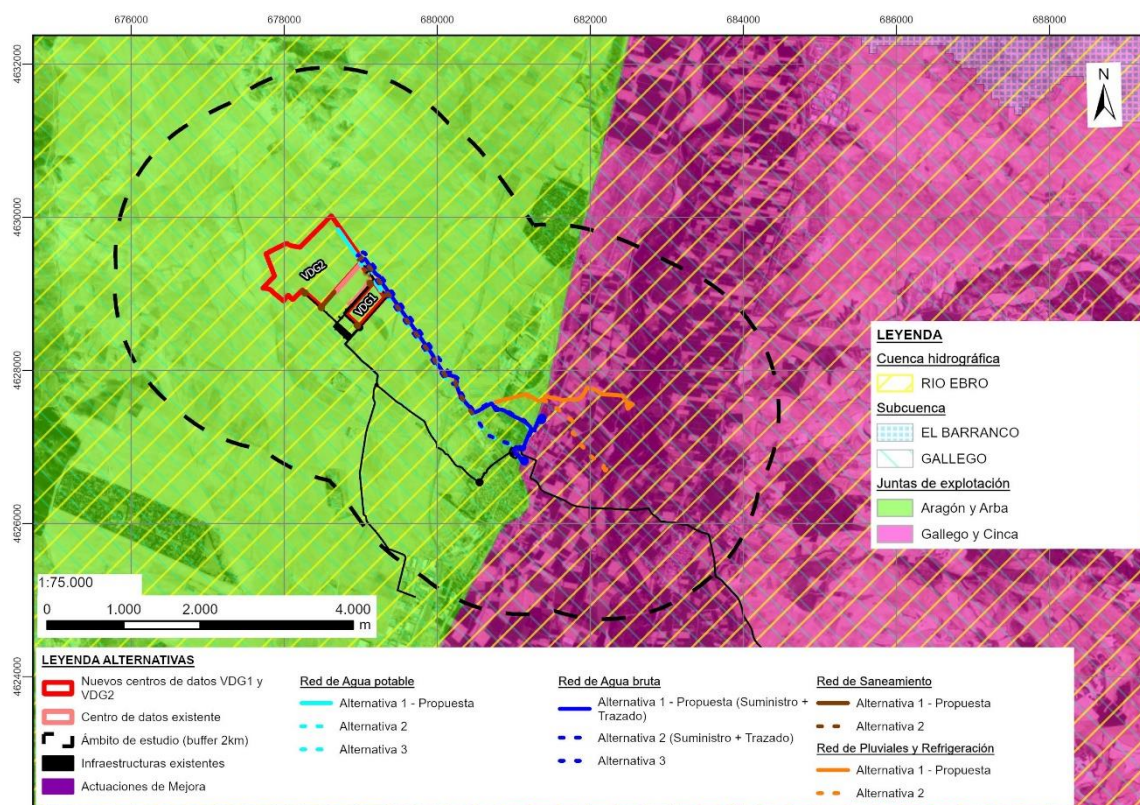 676000
678000
680000
682000
684000
686000
688000
4632000
N
4630000
VDG2
VDG1
LEYENDA
Cuenca hidrográfica
RIO EBRO
4628000
Subcuenca
EL BARRANCO
GALLEGO
Juntas de explotación
Aragón y Arba
4626000
Gallego y Cinca
1:75.000
0 1.000 2.000 4.000
m
4624000
LEYENDA ALTERNATIVAS
Nuevos centros de datos VDG1 y
VDG2
Centro de datos existente
Ámbito de estudio (buffer 2km)
Infraestructuras existentes
Actuaciones de Mejora
Red de Agua potable
Alternativa 1 - Propuesta
Alternativa 2
Alternativa 3
Red de Agua bruta
Alternativa 1 - Propuesta (Suministro +
Trazado)
Alternativa 2 (Suministro + Trazado)
Alternativa 3
Red de Saneamiento
Alternativa 1 - Propuesta
Alternativa 2
Red de Pluviales y Refrigeración
Alternativa 1 - Propuesta
Alternativa 2